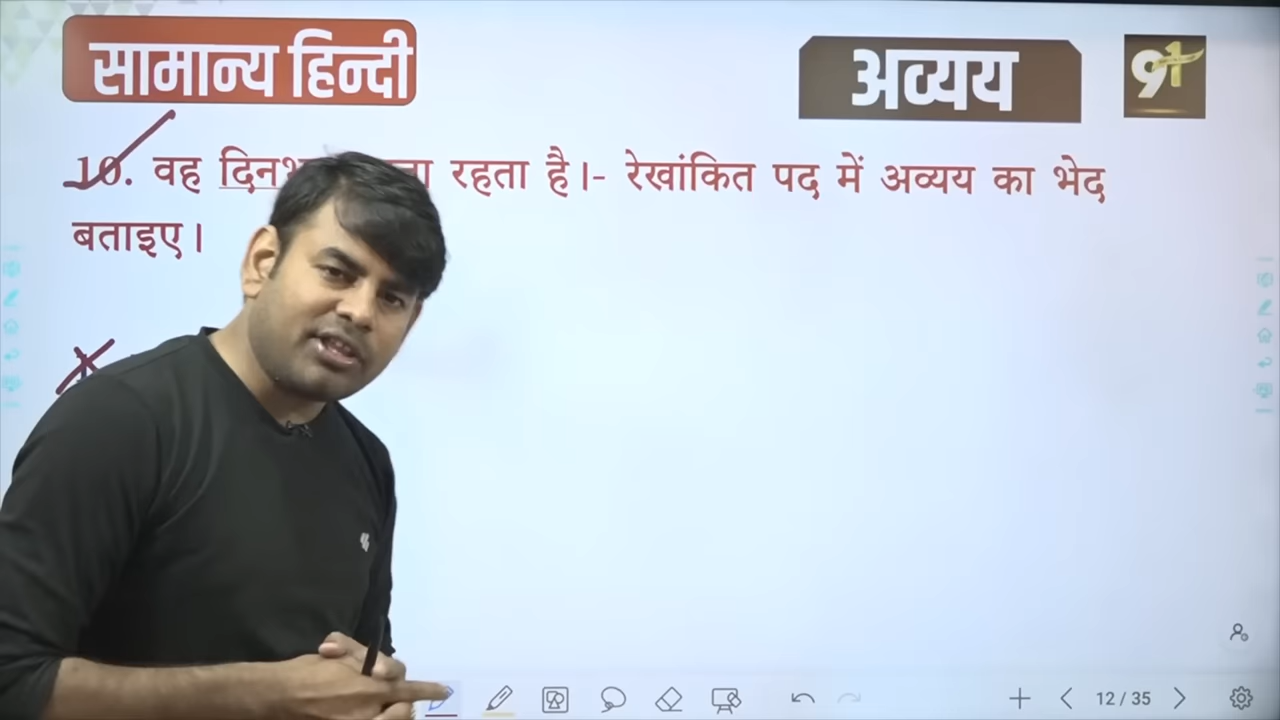 सामान्य हिन्दी
अव्यय
91
10. वह रहता है।- रेखांकित पद में अव्यय का भेद
बताइए।
12 / 35